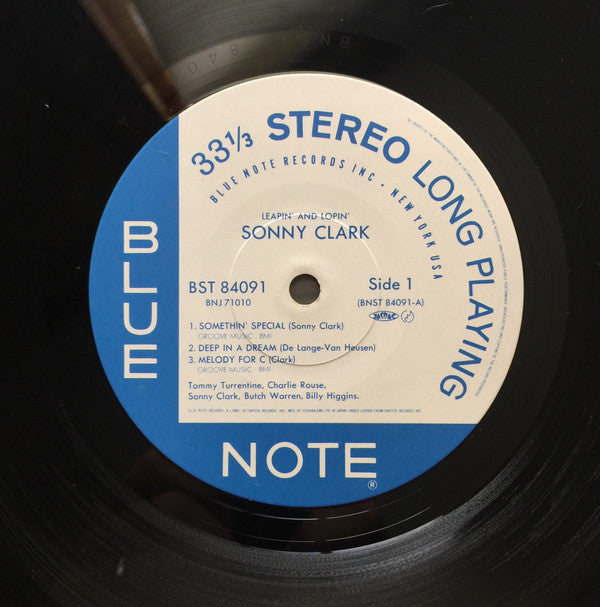 33⅓ STEREO LONG PLAYING
BLUE NOTE RECORDS INC · NEW YORK USA
LEAPIN' AND LOPIN'
SONNY CLARK
BST 84091
BNJ 71010
Side 1
(BNST 84091-A)
1. SOMETHIN' SPECIAL (Sonny Clark)
GROOVE MUSIC - BMI
2. DEEP IN A DREAM (De Lange-Van Heusen)
3. MELODY FOR C (Clark)
GROOVE MUSIC - BMI
Tommy Turrentine, Charlie Rouse,
Sonny Clark, Butch Warren, Billy Higgins.
BLUE
NOTE
®